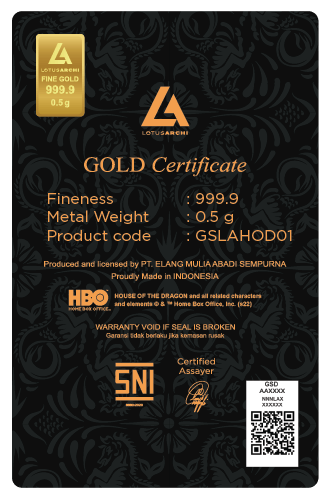 LOTUSARCHI
FINE GOLD
999.9
0.5 g
LOTUSARCHI
GOLD Certificate
Fineness : 999.9
Metal Weight : 0.5 g
Product code : GSLAHOD01
Produced and licensed by PT. ELANG MULIA ABADI SEMPURNA
Proudly Made in INDONESIA
HBO
HOME BOX OFFICE
HOUSE OF THE DRAGON and all related characters
and elements © & ™ Home Box Office, Inc. (s22)
WARRANTY VOID IF SEAL IS BROKEN
Garansi tidak berlaku jika kemasan rusak
SNI
Certified
Assayer
GSD
AAXXXX
NNNLAX
XXXXXX